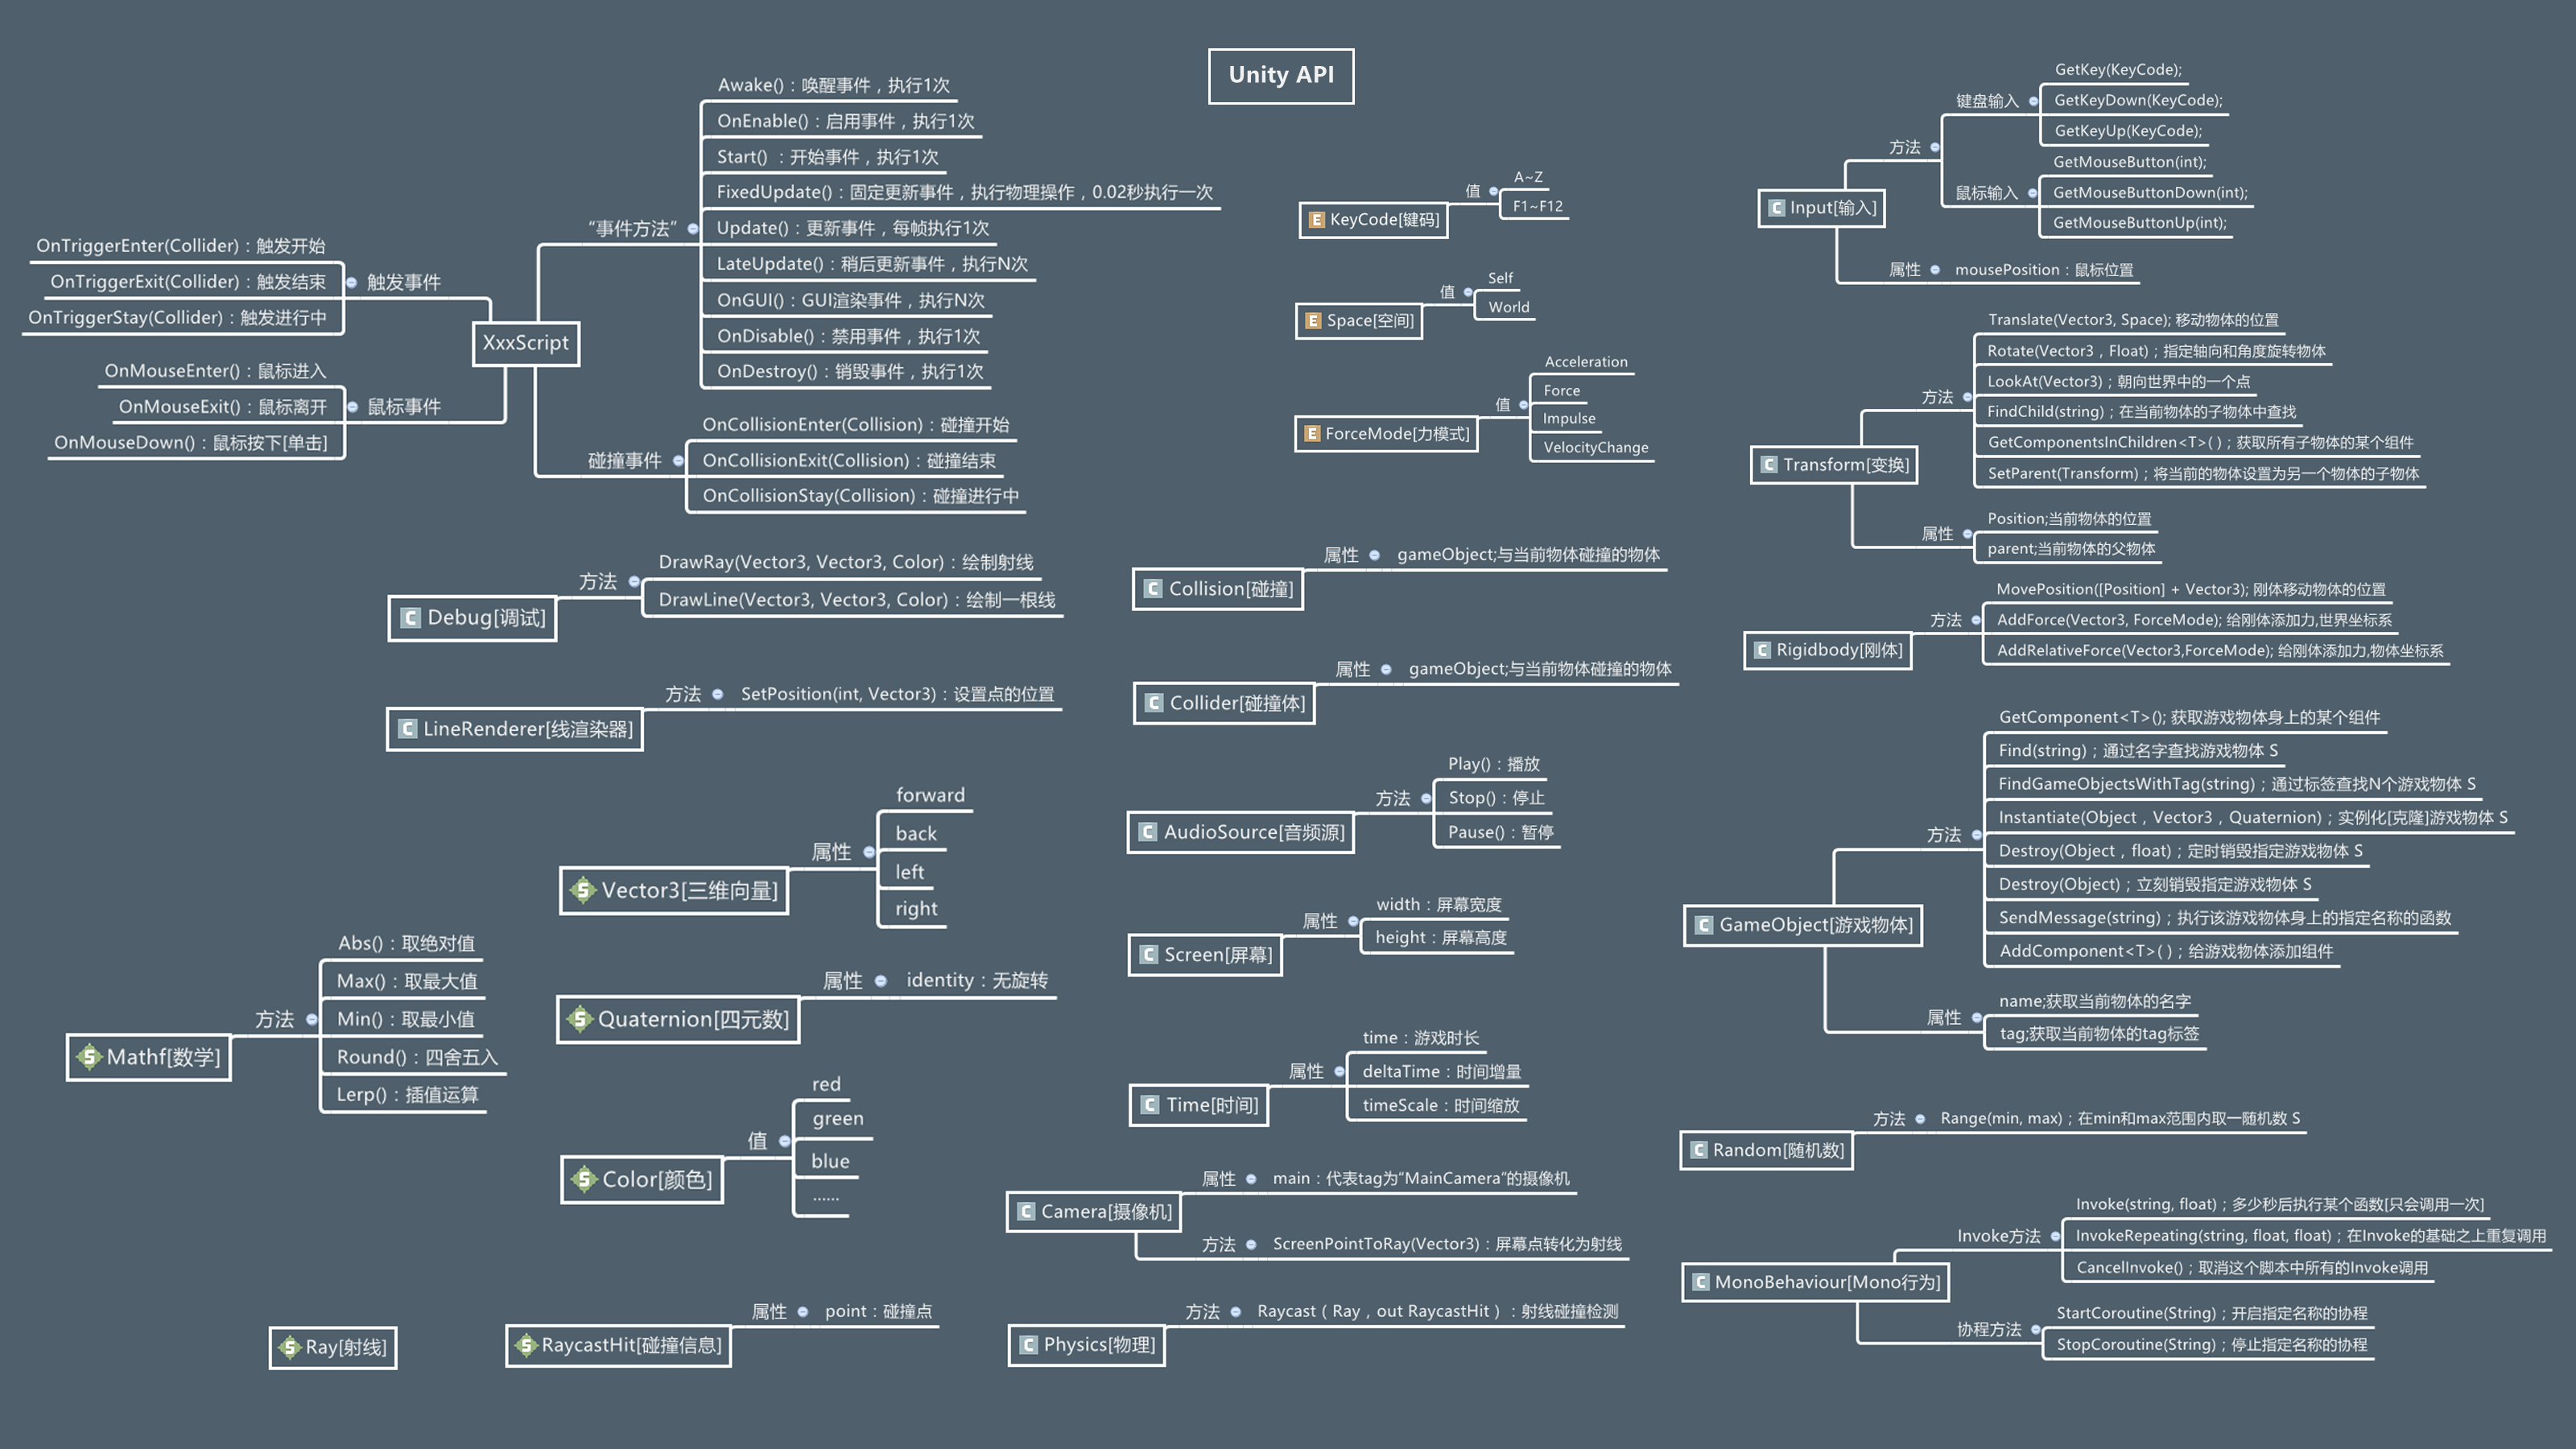 Unity API
XxxScript
“事件方法”
Awake()：唤醒事件，执行1次
OnEnable()：启用事件，执行1次
Start() ：开始事件，执行1次
FixedUpdate()：固定更新事件，执行物理操作，0.02秒执行一次
Update()：更新事件，每帧执行1次
LateUpdate()：稍后更新事件，执行N次
OnGUI()：GUI渲染事件，执行N次
OnDisable()：禁用事件，执行1次
OnDestroy()：销毁事件，执行1次
触发事件
OnTriggerEnter(Collider)：触发开始
OnTriggerExit(Collider)：触发结束
OnTriggerStay(Collider)：触发进行中
鼠标事件
OnMouseEnter()：鼠标进入
OnMouseExit()：鼠标离开
OnMouseDown()：鼠标按下[单击]
碰撞事件
OnCollisionEnter(Collision)：碰撞开始
OnCollisionExit(Collision)：碰撞结束
OnCollisionStay(Collision)：碰撞进行中
C Debug[调试]
方法
DrawRay(Vector3, Vector3, Color)：绘制射线
DrawLine(Vector3, Vector3, Color)：绘制一根线
C LineRenderer[线渲染器]
方法
SetPosition(int, Vector3)：设置点的位置
S Vector3[三维向量]
属性
forward
back
left
right
S Mathf[数学]
方法
Abs()：取绝对值
Max()：取最大值
Min()：取最小值
Round()：四舍五入
Lerp()：插值运算
S Quaternion[四元数]
属性
identity：无旋转
S Color[颜色]
值
red
green
blue
......
S Ray[射线]
S RaycastHit[碰撞信息]
属性
point：碰撞点
E KeyCode[键码]
值
A~Z
F1~F12
E Space[空间]
值
Self
World
E ForceMode[力模式]
值
Acceleration
Force
Impulse
VelocityChange
C Collision[碰撞]
属性
gameObject;与当前物体碰撞的物体
C Collider[碰撞体]
属性
gameObject;与当前物体碰撞的物体
C AudioSource[音频源]
方法
Play()：播放
Stop()：停止
Pause()：暂停
C Screen[屏幕]
属性
width：屏幕宽度
height：屏幕高度
C Time[时间]
属性
time：游戏时长
deltaTime：时间增量
timeScale：时间缩放
C Camera[摄像机]
属性
main：代表tag为“MainCamera”的摄像机
方法
ScreenPointToRay(Vector3)：屏幕点转化为射线
C Physics[物理]
方法
Raycast ( Ray，out RaycastHit ) ：射线碰撞检测
C Input[输入]
方法
键盘输入
GetKey(KeyCode);
GetKeyDown(KeyCode);
GetKeyUp(KeyCode);
鼠标输入
GetMouseButton(int);
GetMouseButtonDown(int);
GetMouseButtonUp(int);
属性
mousePosition：鼠标位置
C Transform[变换]
方法
Translate(Vector3, Space); 移动物体的位置
Rotate(Vector3，Float)；指定轴向和角度旋转物体
LookAt(Vector3)；朝向世界中的一个点
FindChild(string)；在当前物体的子物体中查找
GetComponentsInChildren<T>( )；获取所有子物体的某个组件
SetParent(Transform)；将当前的物体设置为另一个物体的子物体
属性
Position;当前物体的位置
parent;当前物体的父物体
C Rigidbody[刚体]
方法
MovePosition([Position] + Vector3); 刚体移动物体的位置
AddForce(Vector3, ForceMode); 给刚体添加力,世界坐标系
AddRelativeForce(Vector3,ForceMode); 给刚体添加力,物体坐标系
C GameObject[游戏物体]
方法
GetComponent<T>(); 获取游戏物体身上的某个组件
Find(string)；通过名字查找游戏物体 S
FindGameObjectsWithTag(string)；通过标签查找N个游戏物体 S
Instantiate(Object，Vector3，Quaternion)；实例化[克隆]游戏物体 S
Destroy(Object，float)；定时销毁指定游戏物体 S
Destroy(Object)；立刻销毁指定游戏物体 S
SendMessage(string)；执行该游戏物体身上的指定名称的函数
AddComponent<T>( )；给游戏物体添加组件
属性
name;获取当前物体的名字
tag;获取当前物体的tag标签
C Random[随机数]
方法
Range(min, max)；在min和max范围内取一随机数 S
C MonoBehaviour[Mono行为]
Invoke方法
Invoke(string, float)；多少秒后执行某个函数[只会调用一次]
InvokeRepeating(string, float, float)；在Invoke的基础之上重复调用
CancelInvoke()；取消这个脚本中所有的Invoke调用
协程方法
StartCoroutine(String)；开启指定名称的协程
StopCoroutine(String)；停止指定名称的协程